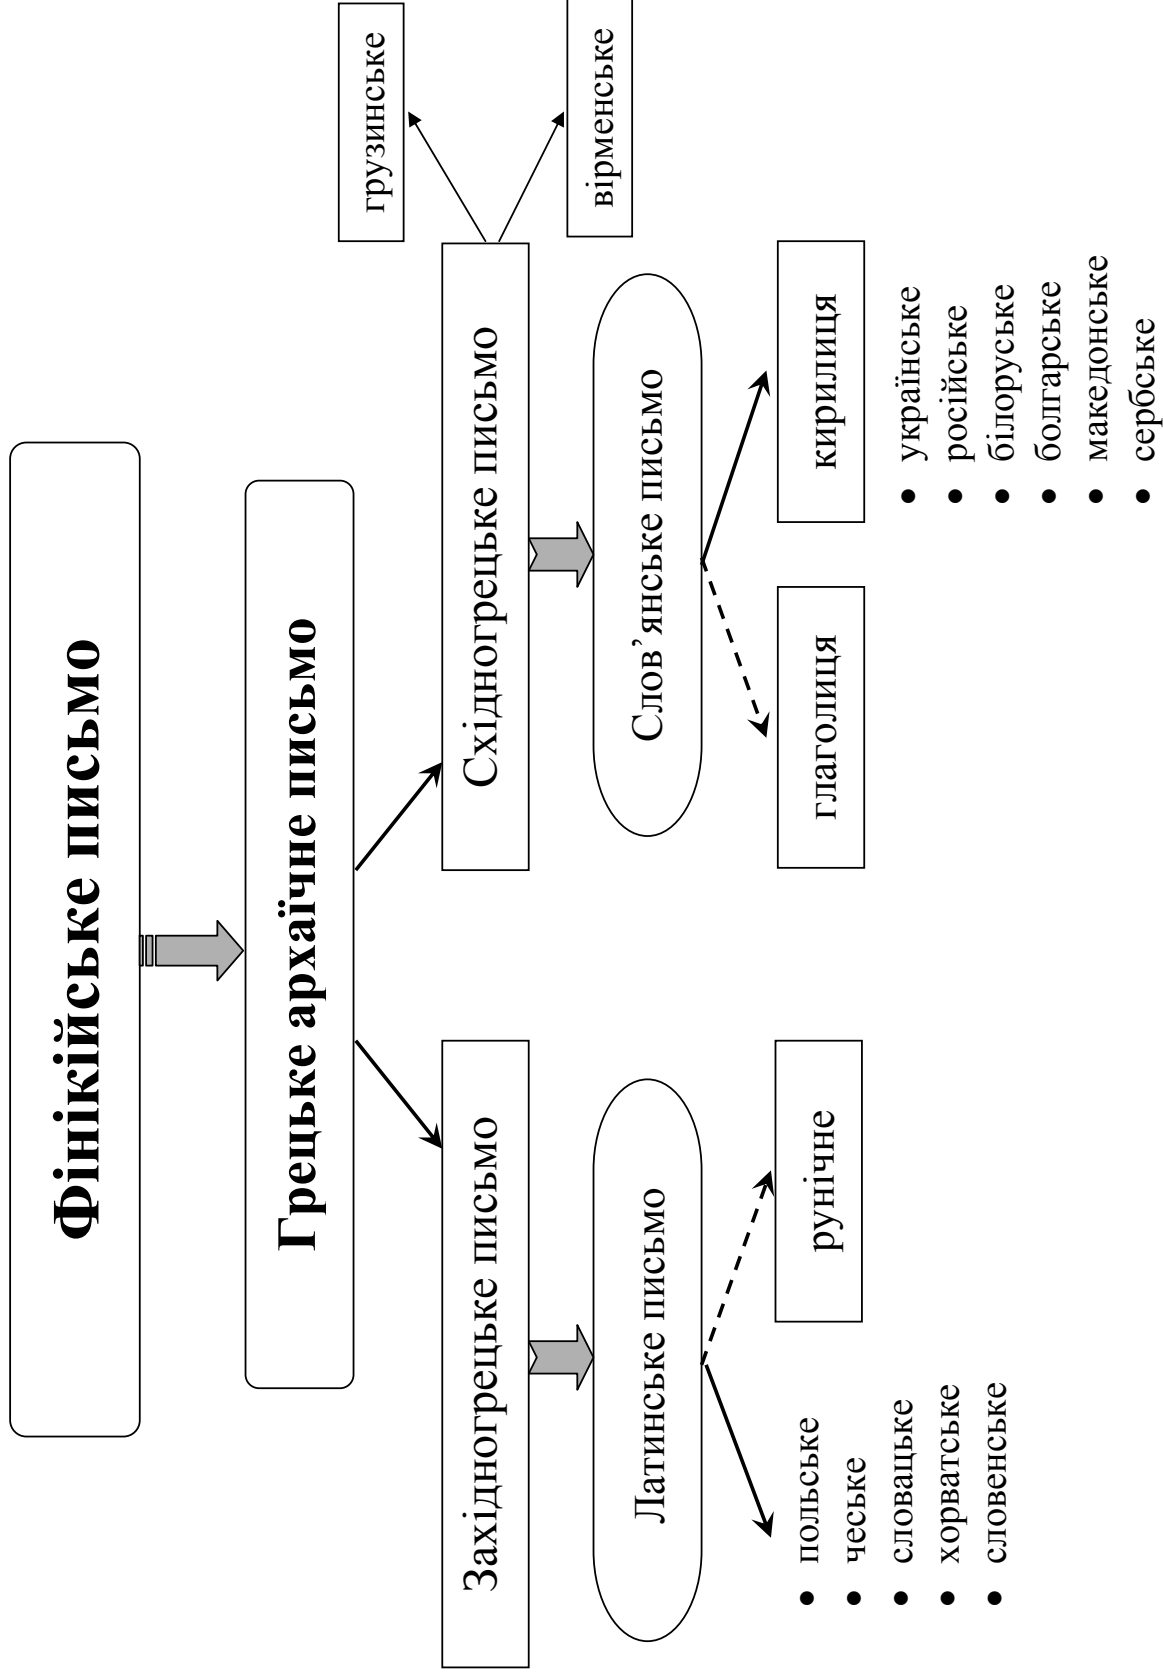 Фінікійське письмо
Грецьке архаїчне письмо
Західногрецьке письмо
Східногрецьке письмо
грузинське
вірменське
Латинське письмо
Слов’янське письмо
рунічне
глаголиця
кирилиця
• польське
• чеське
• словацьке
• хорватське
• словенське
• українське
• російське
• білоруське
• болгарське
• македонське
• сербське